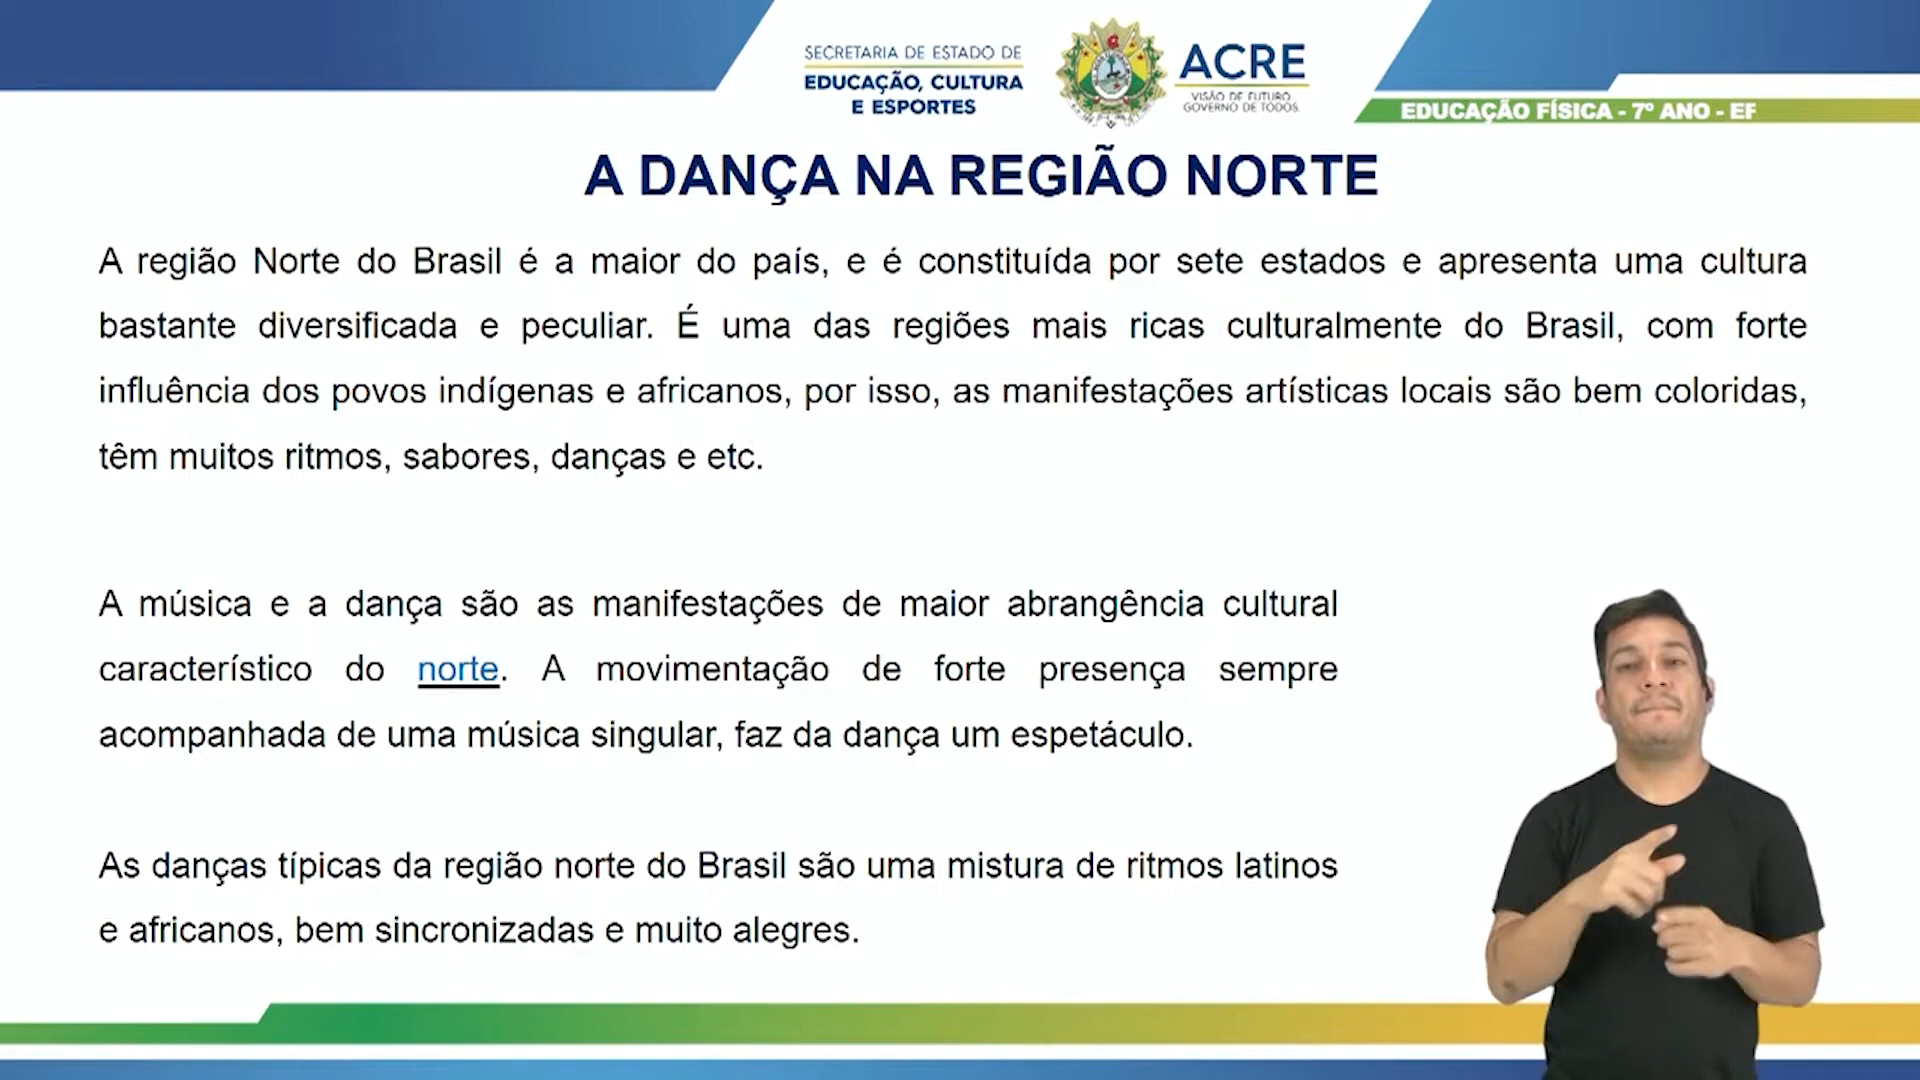 SECRETARIA DE ESTADO DE
EDUCAÇÃO, CULTURA
E ESPORTES
ACRE
VISÃO DE FUTURO
GOVERNO DE TODOS.
EDUCAÇÃO FÍSICA - 7º ANO - EF
A DANÇA NA REGIÃO NORTE
A região Norte do Brasil é a maior do país, e é constituída por sete estados e apresenta uma cultura
bastante diversificada e peculiar. É uma das regiões mais ricas culturalmente do Brasil, com forte
influência dos povos indígenas e africanos, por isso, as manifestações artísticas locais são bem coloridas,
têm muitos ritmos, sabores, danças e etc.
A música e a dança são as manifestações de maior abrangência cultural
característico do norte. A movimentação de forte presença sempre
acompanhada de uma música singular, faz da dança um espetáculo.
As danças típicas da região norte do Brasil são uma mistura de ritmos latinos
e africanos, bem sincronizadas e muito alegres.